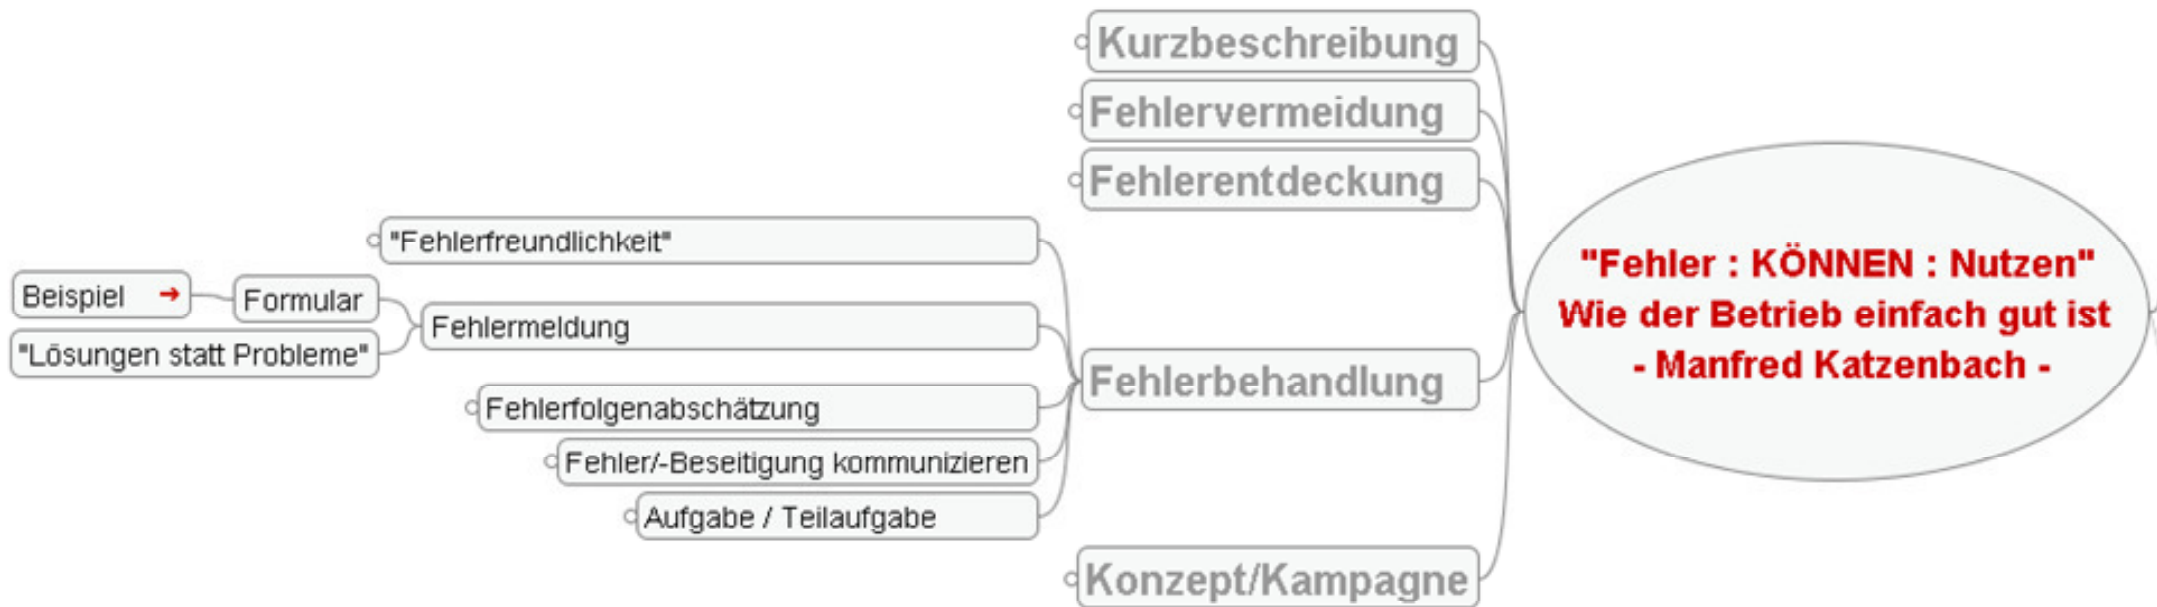 Kurzbeschreibung
Fehlervermeidung
Fehlerentdeckung
"Fehlerfreundlichkeit"
Beispiel
Formular
"Lösungen statt Probleme"
Fehlermeldung
Fehlerfolgenabschätzung
Fehler/-Beseitigung kommunizieren
Aufgabe / Teilaufgabe
Fehlerbehandlung
Konzept/Kampagne
"Fehler : KÖNNEN : Nutzen"
Wie der Betrieb einfach gut ist
- Manfred Katzenbach -